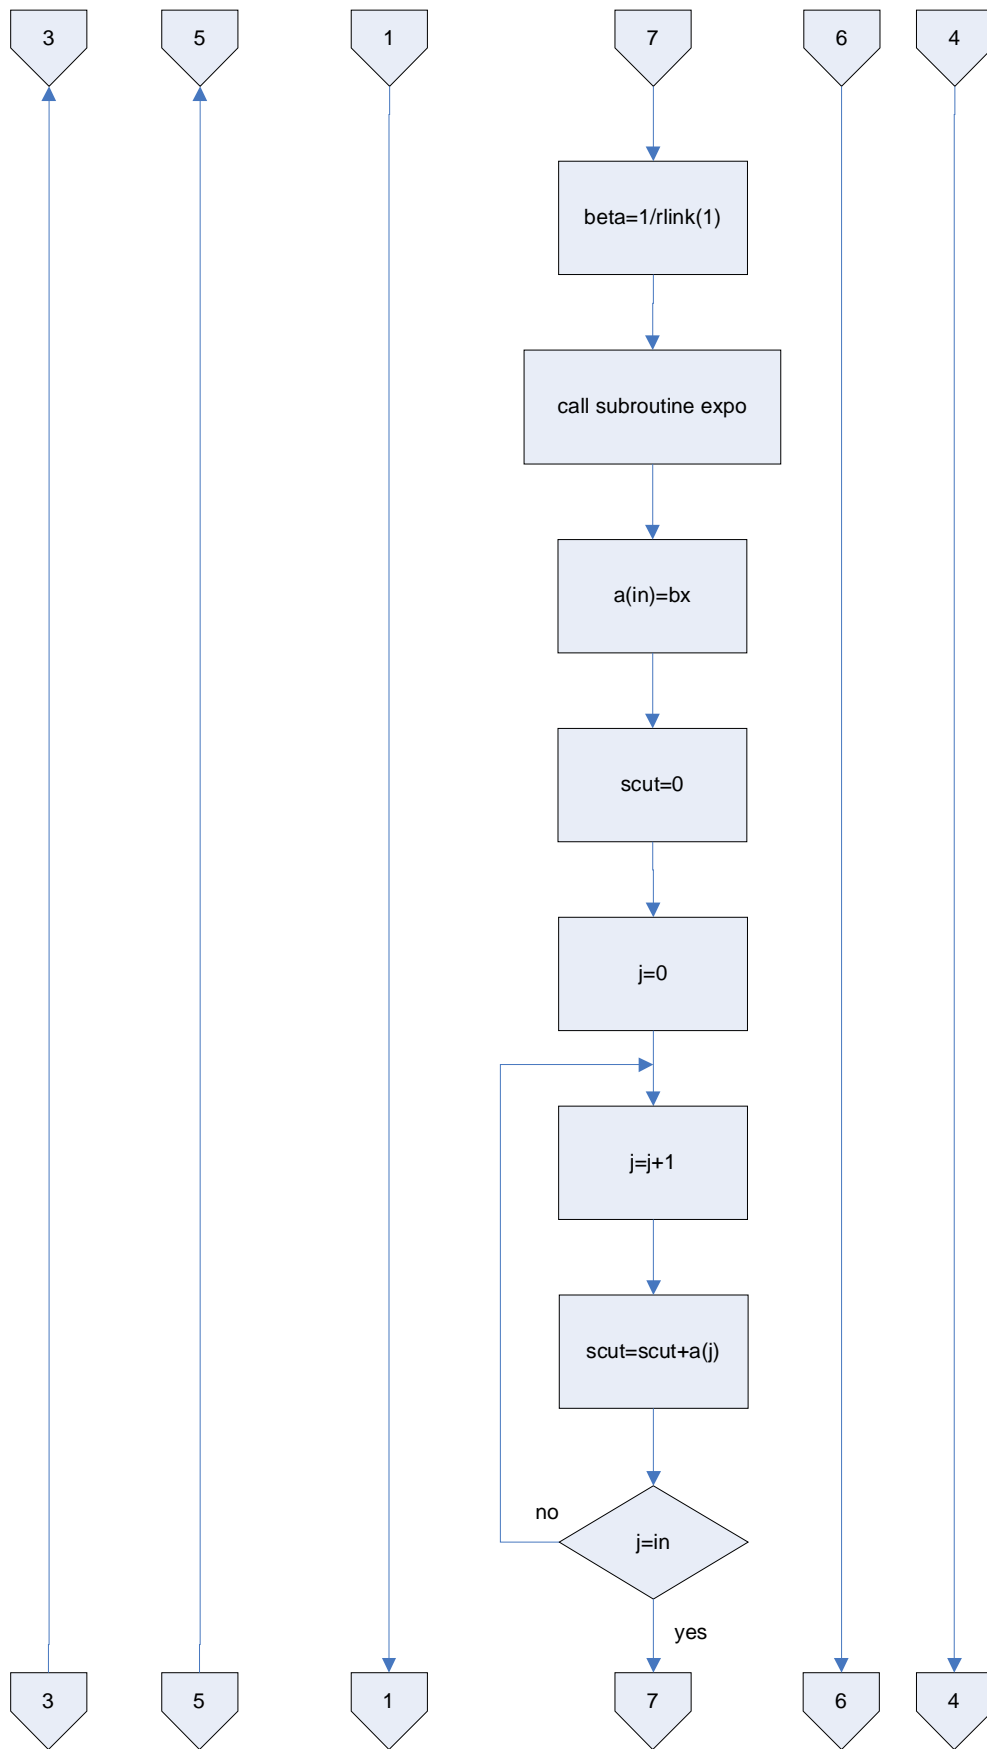 3
5
1
7
6
4
beta=1/rlink(1)
call subroutine expo
a(in)=bx
scut=0
j=0
j=j+1
scut=scut+a(j)
no
j=in
yes
3
5
1
7
6
4